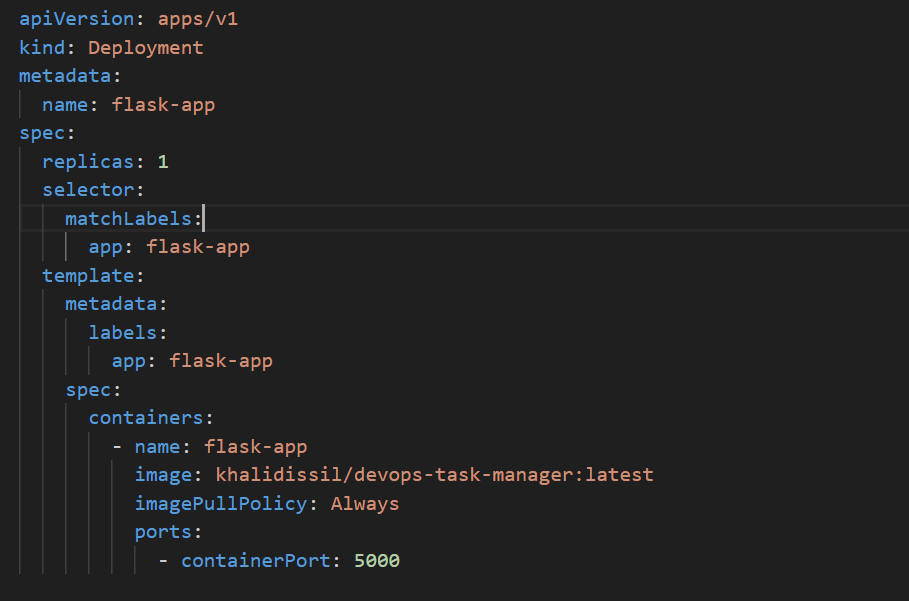 apiVersion: apps/v1
kind: Deployment
metadata:
  name: flask-app
spec:
  replicas: 1
  selector:
    matchLabels:
      app: flask-app
  template:
    metadata:
      labels:
        app: flask-app
    spec:
      containers:
        - name: flask-app
          image: khalidissil/devops-task-manager:latest
          imagePullPolicy: Always
          ports:
            - containerPort: 5000